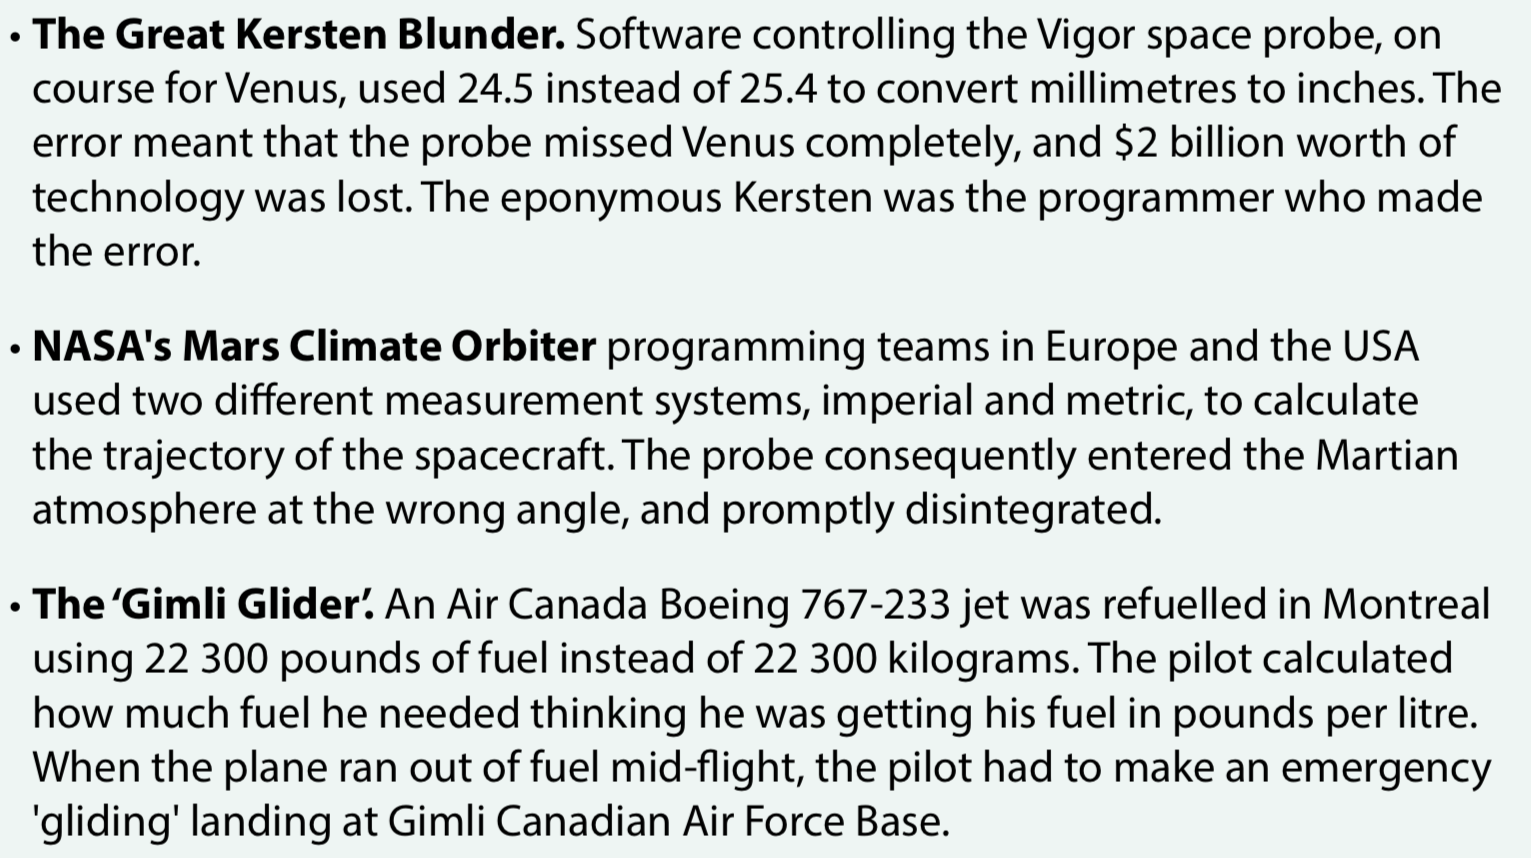 • The Great Kersten Blunder. Software controlling the Vigor space probe, on
course for Venus, used 24.5 instead of 25.4 to convert millimetres to inches. The
error meant that the probe missed Venus completely, and $2 billion worth of
technology was lost. The eponymous Kersten was the programmer who made
the error.
• NASA's Mars Climate Orbiter programming teams in Europe and the USA
used two different measurement systems, imperial and metric, to calculate
the trajectory of the spacecraft. The probe consequently entered the Martian
atmosphere at the wrong angle, and promptly disintegrated.
• The ‘Gimli Glider’. An Air Canada Boeing 767-233 jet was refuelled in Montreal
using 22 300 pounds of fuel instead of 22 300 kilograms. The pilot calculated
how much fuel he needed thinking he was getting his fuel in pounds per litre.
When the plane ran out of fuel mid-flight, the pilot had to make an emergency
'gliding' landing at Gimli Canadian Air Force Base.